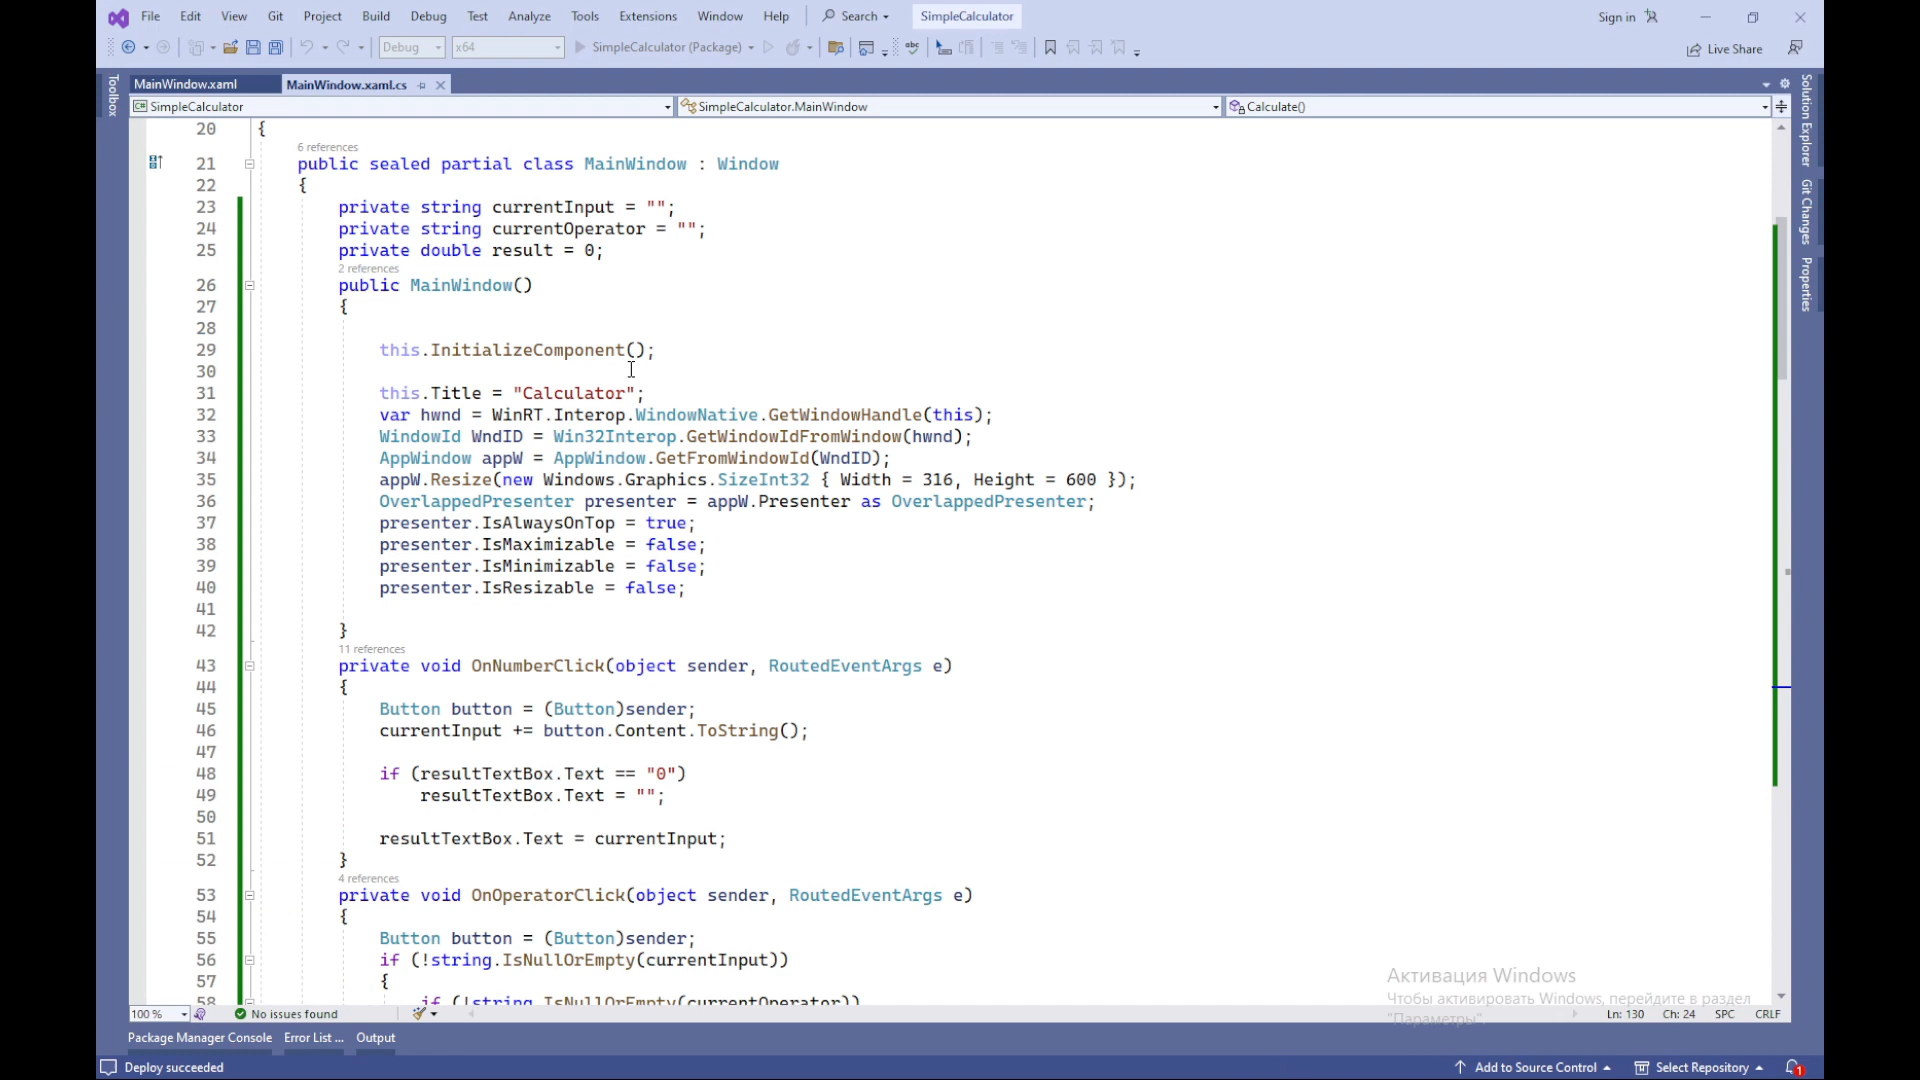 File Edit View Git Project Build Debug Test Analyze Tools Extensions Window Help Search SimpleCalculator Sign in
Debug x64 SimpleCalculator (Package) abc Live Share
Toolbox
MainWindow.xaml MainWindow.xaml.cs
SimpleCalculator SimpleCalculator.MainWindow Calculate()
Solution Explorer
Git Changes
Properties
20 {
6 references
21 public sealed partial class MainWindow : Window
22 {
23 private string currentInput = "";
24 private string currentOperator = "";
25 private double result = 0;
2 references
26 public MainWindow()
27 {
28
29 this.InitializeComponent();
30
31 this.Title = "Calculator";
32 var hwnd = WinRT.Interop.WindowNative.GetWindowHandle(this);
33 WindowId WndID = Win32Interop.GetWindowIdFromWindow(hwnd);
34 AppWindow appW = AppWindow.GetFromWindowId(WndID);
35 appW.Resize(new Windows.Graphics.SizeInt32 { Width = 316, Height = 600 });
36 OverlappedPresenter presenter = appW.Presenter as OverlappedPresenter;
37 presenter.IsAlwaysOnTop = true;
38 presenter.IsMaximizable = false;
39 presenter.IsMinimizable = false;
40 presenter.IsResizable = false;
41
42 }
11 references
43 private void OnNumberClick(object sender, RoutedEventArgs e)
44 {
45 Button button = (Button)sender;
46 currentInput += button.Content.ToString();
47
48 if (resultTextBox.Text == "0")
49 resultTextBox.Text = "";
50
51 resultTextBox.Text = currentInput;
52 }
4 references
53 private void OnOperatorClick(object sender, RoutedEventArgs e)
54 {
55 Button button = (Button)sender;
56 if (!string.IsNullOrEmpty(currentInput))
57 {
58 if (!string.IsNullOrEmpty(currentOperator))
Активация Windows
Чтобы активировать Windows, перейдите в раздел
"Параметры".
100 % No issues found Ln: 130 Ch: 24 SPC CRLF
Package Manager Console Error List ... Output
Deploy succeeded Add to Source Control Select Repository 1